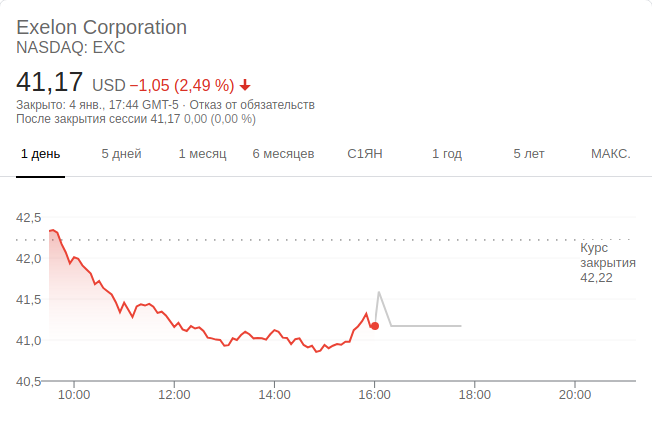 Exelon Corporation
NASDAQ: EXC
41,17 USD −1,05 (2,49 %)
Закрыто: 4 янв., 17:44 GMT-5 · Отказ от обязательств
После закрытия сессии 41,17 0,00 (0,00 %)
1 день 5 дней 1 месяц 6 месяцев С1ЯН 1 год 5 лет МАКС.
42,5
Курс
закрытия
42,22
42,0
41,5
41,0
40,5
10:00 12:00 14:00 16:00 18:00 20:00